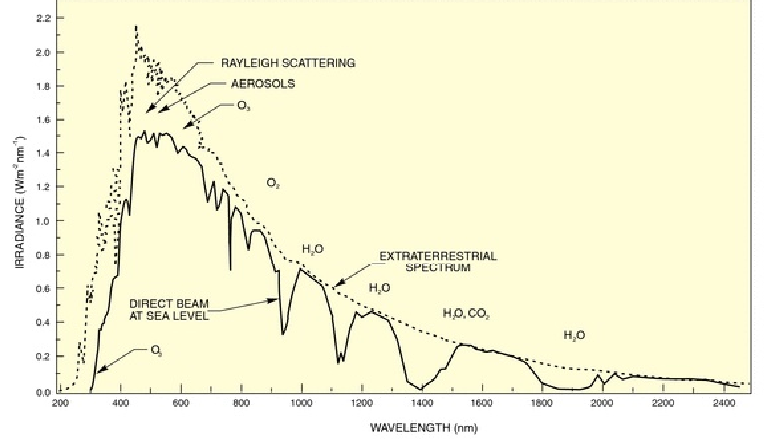 2.2
2.0
RAYLEIGH SCATTERING
1.8
AEROSOLS
1.6
O₃
1.4
1.2
O₂
1.0
0.8
H₂O
EXTRATERRESTRIAL
SPECTRUM
0.6
H₂O
DIRECT BEAM
AT SEA LEVEL
0.4
H₂O, CO₂
H₂O
0.2
O₃
0.0
IRRADIANCE (Wm⁻² nm⁻¹)
200 400 600 800 1000 1200 1400 1600 1800 2000 2200 2400
WAVELENGTH (nm)